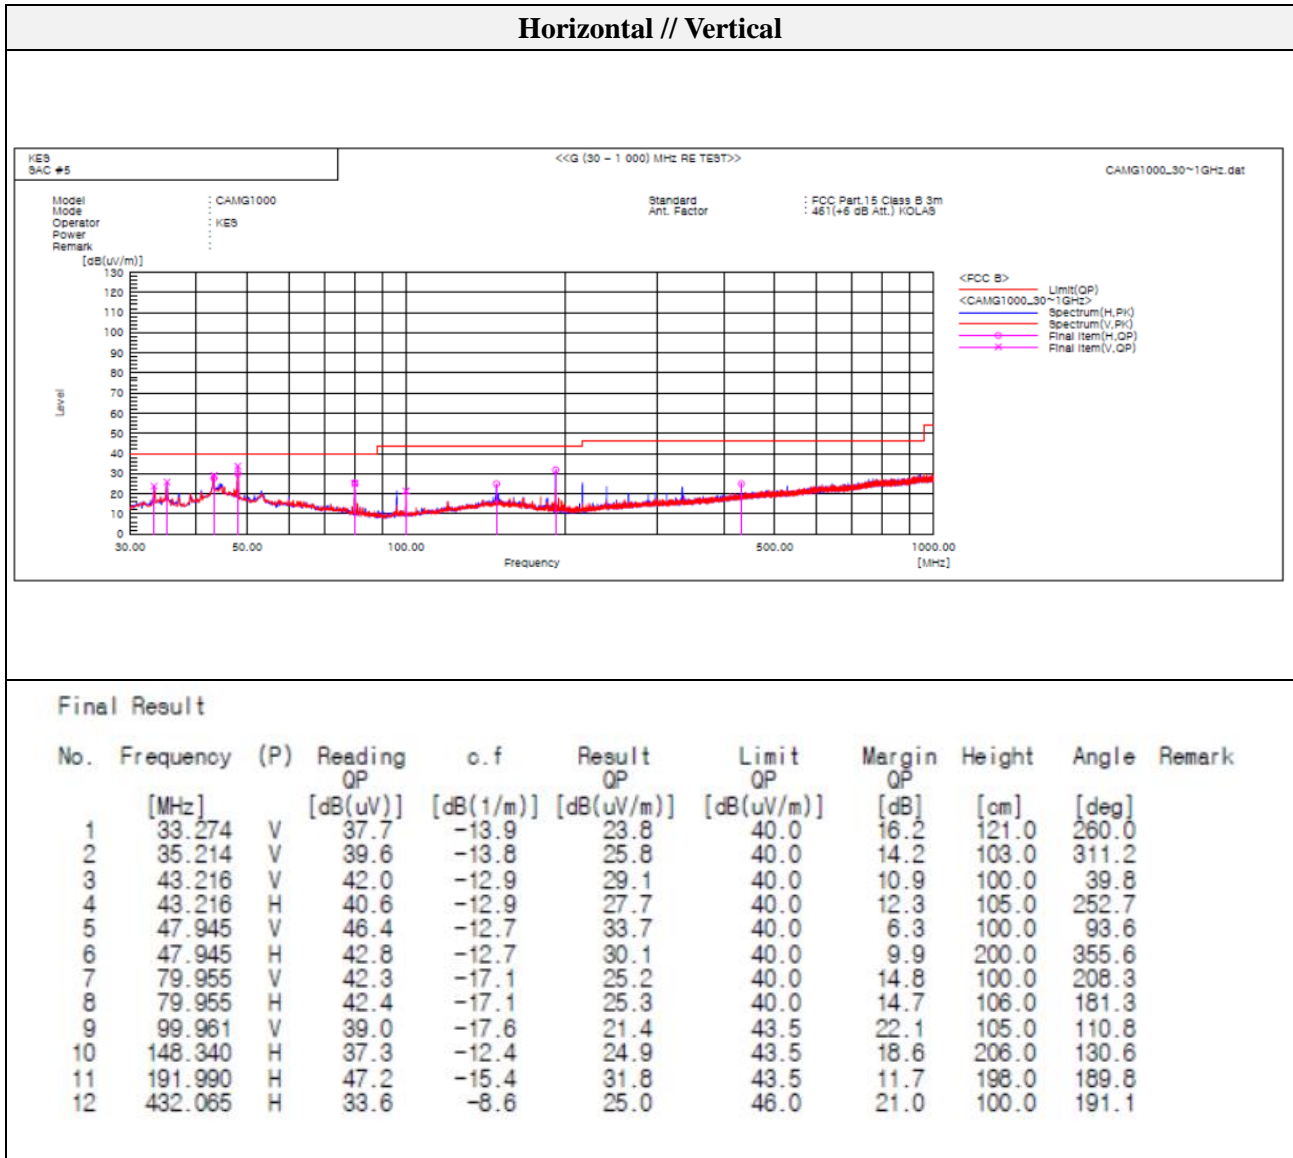 Horizontal // Vertical
KES
SAC #5
<<G (30 - 1 000) MHz RE TEST>>
CAMG1000_30~1GHz.dat
Model : CAMG1000
Mode :
Operator : KES
Power :
Remark :
Standard : FCC Part.15 Class B 3m
Ant. Factor : 461(+6 dB Att.) KOLAS
[dB(uV/m)]
130
120
110
100
90
80
70
60
50
40
30
20
10
0
Level
30.00 50.00 100.00 500.00 1000.00
Frequency [MHz]
<FCC B>
Limit(QP)
<CAMG1000_30~1GHz>
Spectrum(H,PK)
Spectrum(V,PK)
Final Item(H,QP)
Final Item(V,QP)
Final Result
No. Frequency (P) Reading c.f Result Limit Margin Height Angle Remark
QP QP QP QP
[MHz] [dB(uV)] [dB(1/m)] [dB(uV/m)] [dB(uV/m)] [dB] [cm] [deg]
1 33.274 V 37.7 -13.9 23.8 40.0 16.2 121.0 260.0
2 35.214 V 39.6 -13.8 25.8 40.0 14.2 103.0 311.2
3 43.216 V 42.0 -12.9 29.1 40.0 10.9 100.0 39.8
4 43.216 H 40.6 -12.9 27.7 40.0 12.3 105.0 252.7
5 47.945 V 46.4 -12.7 33.7 40.0 6.3 100.0 93.6
6 47.945 H 42.8 -12.7 30.1 40.0 9.9 200.0 355.6
7 79.955 V 42.3 -17.1 25.2 40.0 14.8 100.0 208.3
8 79.955 H 42.4 -17.1 25.3 40.0 14.7 106.0 181.3
9 99.961 V 39.0 -17.6 21.4 43.5 22.1 105.0 110.8
10 148.340 H 37.3 -12.4 24.9 43.5 18.6 206.0 130.6
11 191.990 H 47.2 -15.4 31.8 43.5 11.7 198.0 189.8
12 432.065 H 33.6 -8.6 25.0 46.0 21.0 100.0 191.1